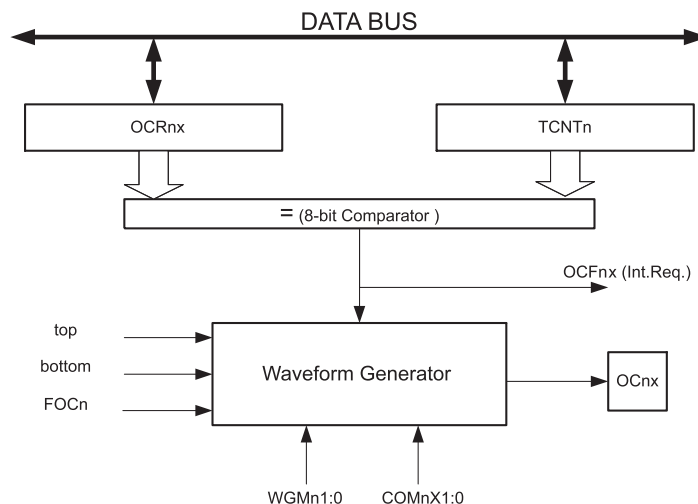 DATA BUS
OCRnx
TCNTn
= (8-bit Comparator )
OCFnx (Int.Req.)
top
bottom
FOCn
Waveform Generator
OCnx
WGMn1:0
COMnX1:0